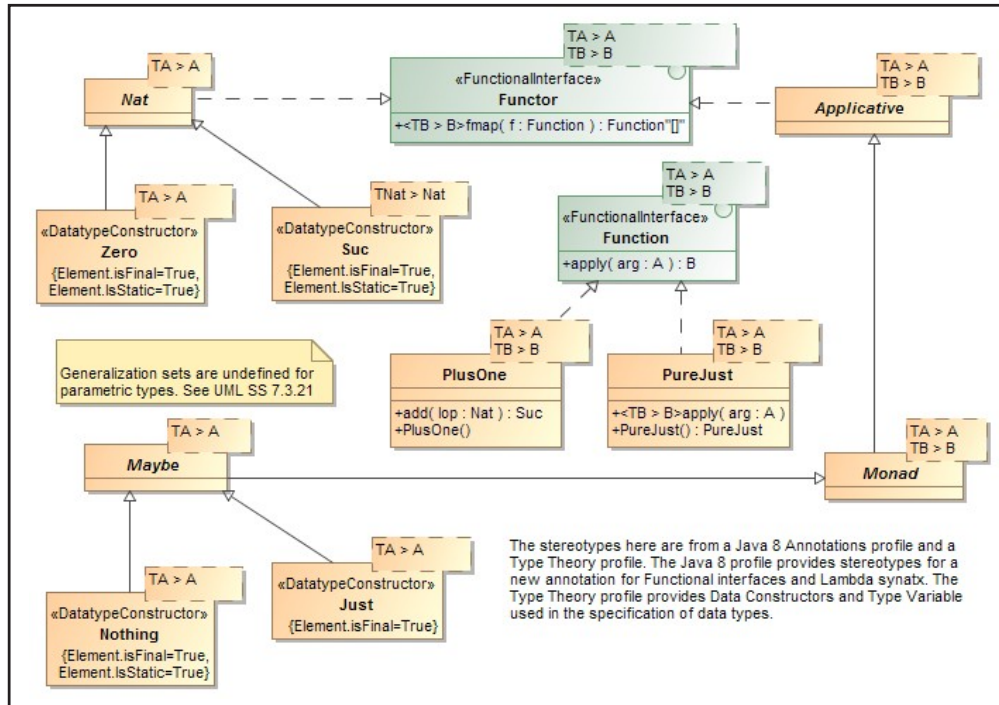 TA > A
Nat
TA > A
TB > B
«FunctionalInterface»
Functor
+<TB > B>fmap( f : Function ) : Function"[]"
TA > A
TB > B
Applicative
TA > A
«DatatypeConstructor»
Zero
{Element.isFinal=True,
Element.IsStatic=True}
TNat > Nat
«DatatypeConstructor»
Suc
{Element.isFinal=True,
Element.IsStatic=True}
TA > A
TB > B
«FunctionalInterface»
Function
+apply( arg : A ) : B
Generalization sets are undefined for
parametric types. See UML SS 7.3.21
TA > A
TB > B
PlusOne
+add( lop : Nat ) : Suc
+PlusOne()
TA > A
TB > B
PureJust
+<TB > B>apply( arg : A )
+PureJust() : PureJust
TA > A
Maybe
TA > A
TB > B
Monad
TA > A
«DatatypeConstructor»
Nothing
{Element.isFinal=True,
Element.IsStatic=True}
TA > A
«DatatypeConstructor»
Just
{Element.isFinal=True}
The stereotypes here are from a Java 8 Annotations profile and a
Type Theory profile. The Java 8 profile provides stereotypes for a
new annotation for Functional interfaces and Lambda synatx. The
Type Theory profile provides Data Constructors and Type Variable
used in the specification of data types.